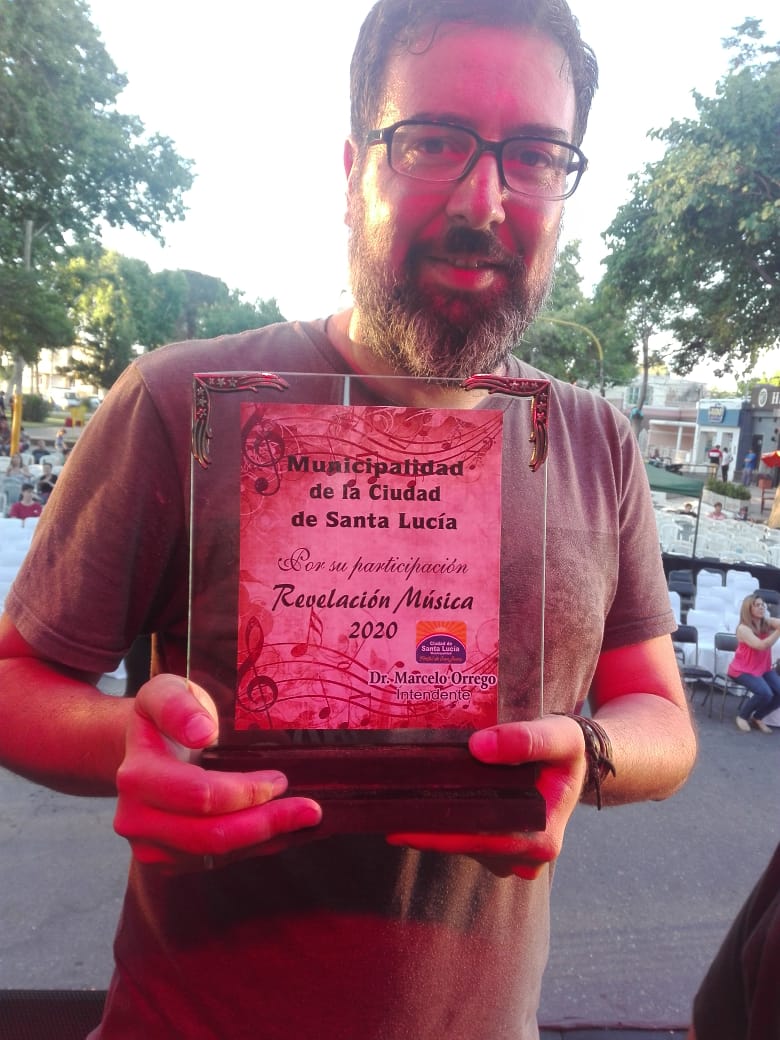 Municipalidad
de la Ciudad
de Santa Lucía
Por su participación
Revelación Música
2020
Ciudad de
Santa Lucía
Municipalidad
Dr. Marcelo Orrego
Intendente